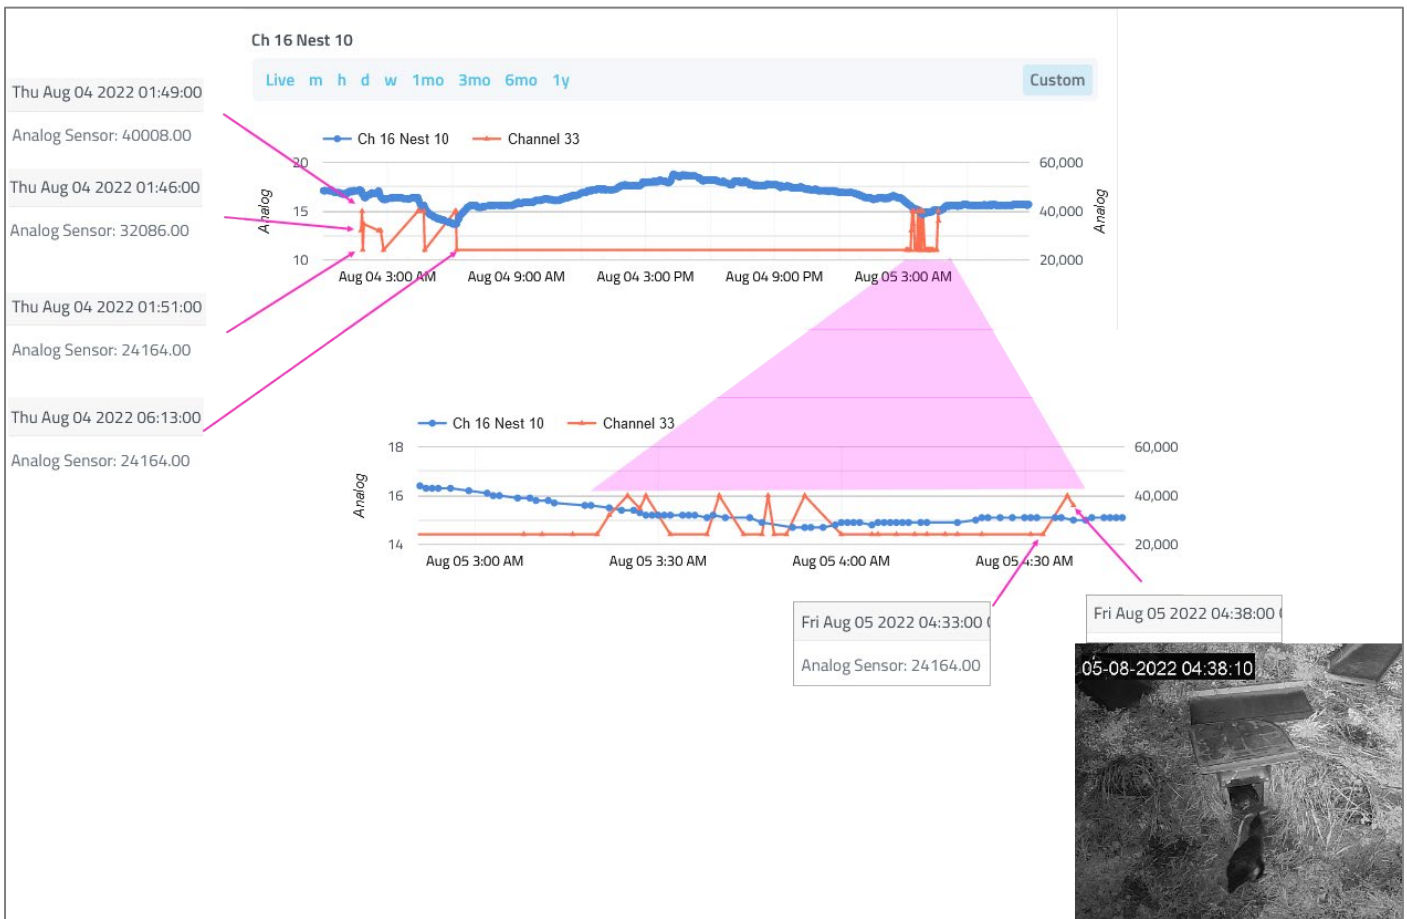 Ch 16 Nest 10
Live m h d w 1mo 3mo 6mo 1y Custom
Thu Aug 04 2022 01:49:00
Analog Sensor: 40008.00
Thu Aug 04 2022 01:46:00
Analog Sensor: 32086.00
Thu Aug 04 2022 01:51:00
Analog Sensor: 24164.00
Thu Aug 04 2022 06:13:00
Analog Sensor: 24164.00
Ch 16 Nest 10 Channel 33
20 60,000
15 40,000
10 20,000
Analog
Analog
Aug 04 3:00 AM Aug 04 9:00 AM Aug 04 3:00 PM Aug 04 9:00 PM Aug 05 3:00 AM
Ch 16 Nest 10 Channel 33
18 60,000
16 40,000
14 20,000
Analog
Aug 05 3:00 AM Aug 05 3:30 AM Aug 05 4:00 AM Aug 05 4:30 AM
Fri Aug 05 2022 04:33:00
Analog Sensor: 24164.00
Fri Aug 05 2022 04:38:00
05-08-2022 04:38:10